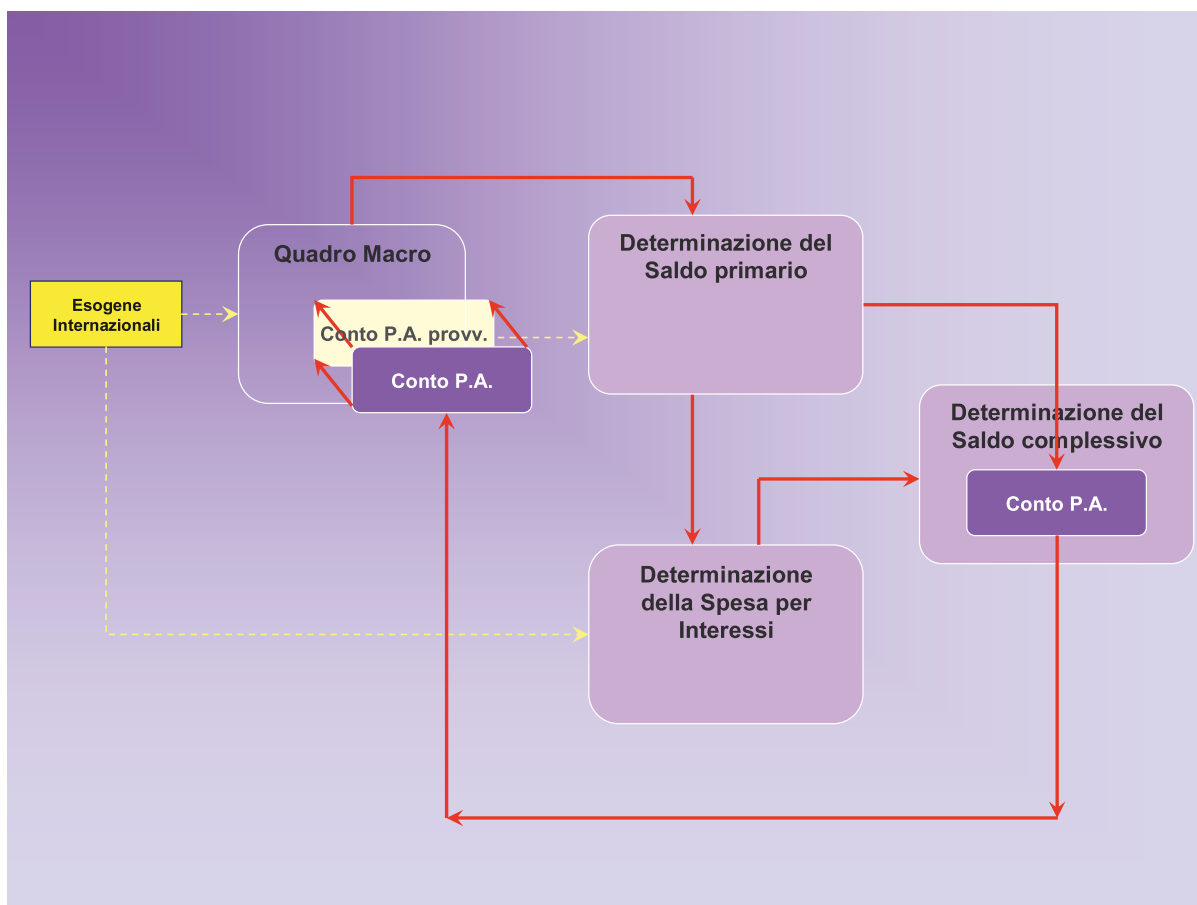 Quadro Macro
Esogene
Internazionali
Conto P.A. provv.
Conto P.A.
Determinazione del
Saldo primario
Determinazione del
Saldo complessivo
Conto P.A.
Determinazione
della Spesa per
Interessi